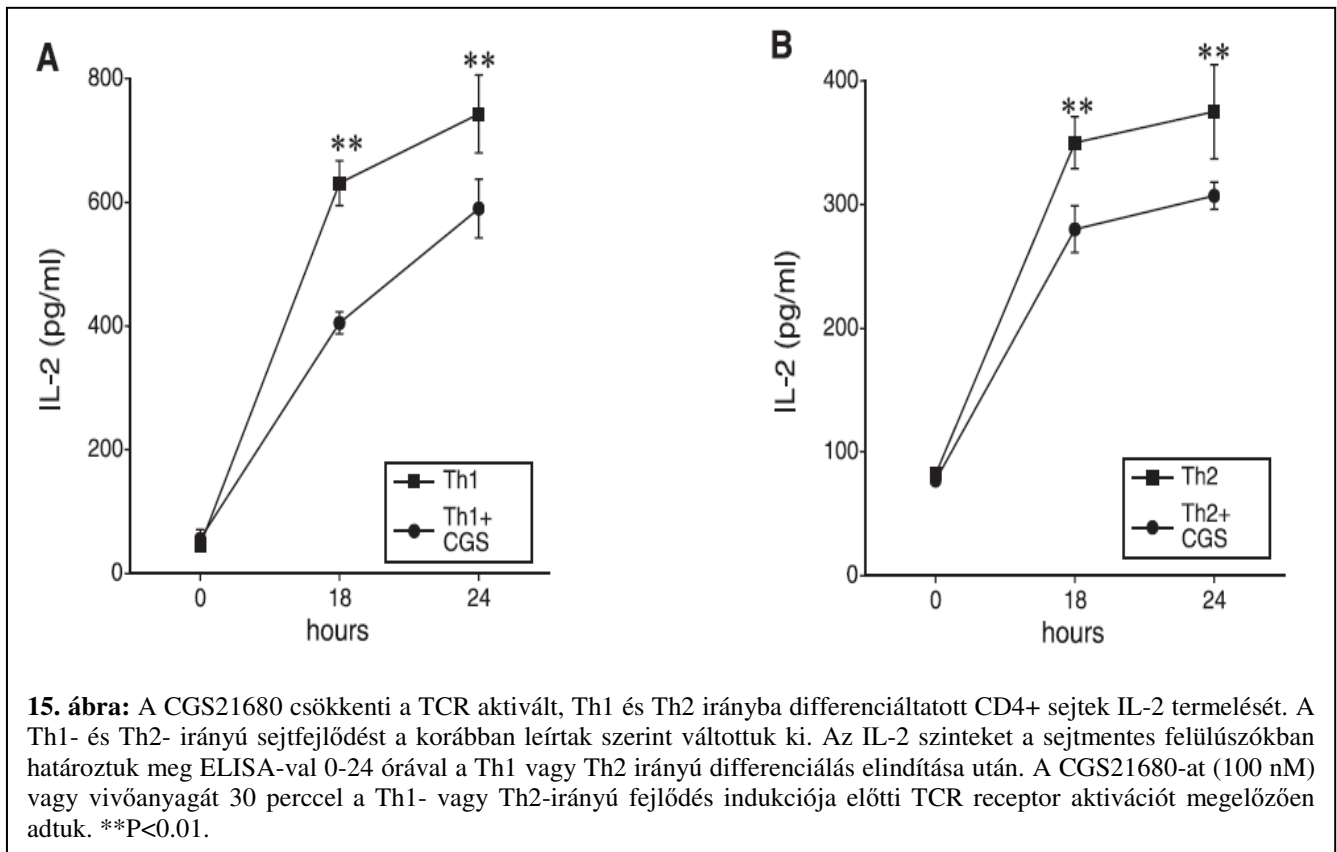 A
**
800
**
600
400
200
0
IL-2 (pg/ml)
Th1
Th1+
CGS
0
18
24
hours
B
**
400
**
300
200
100
0
IL-2 (pg/ml)
Th2
Th2+
CGS
0
18
24
hours
15. ábra: A CGS21680 csökkenti a TCR aktivált, Th1 és Th2 irányba differenciáltatott CD4+ sejtek IL-2 termelését. A
Th1- és Th2- irányú sejtfejlődést a korábban leírtak szerint váltottuk ki. Az IL-2 szinteket a sejtmentes felülúszókban
határoztuk meg ELISA-val 0-24 órával a Th1 vagy Th2 irányú differenciálás elindítása után. A CGS21680-at (100 nM)
vagy vivőanyagát 30 perccel a Th1- vagy Th2-irányú fejlődés indukciója előtti TCR receptor aktivációt megelőzően
adtuk. **P<0.01.